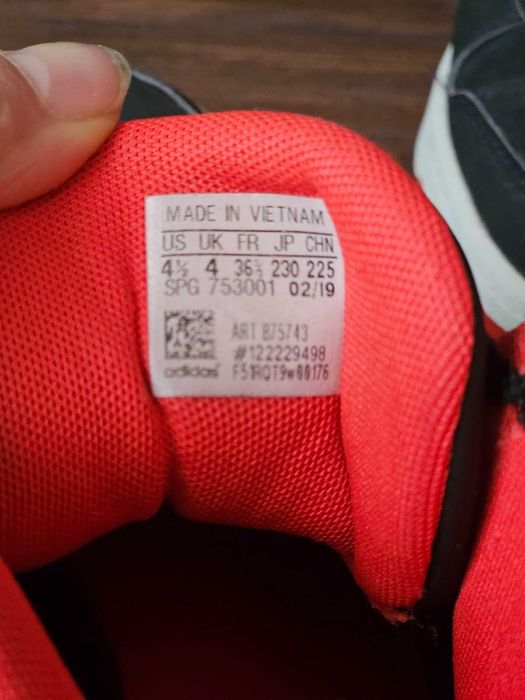 MADE IN VIETNAM
US UK FR JP CHN
4½ 4 36⅔ 230 225
SPG 753001 02/19
ART B75743
#122229498
adidas F51RQT9w00176